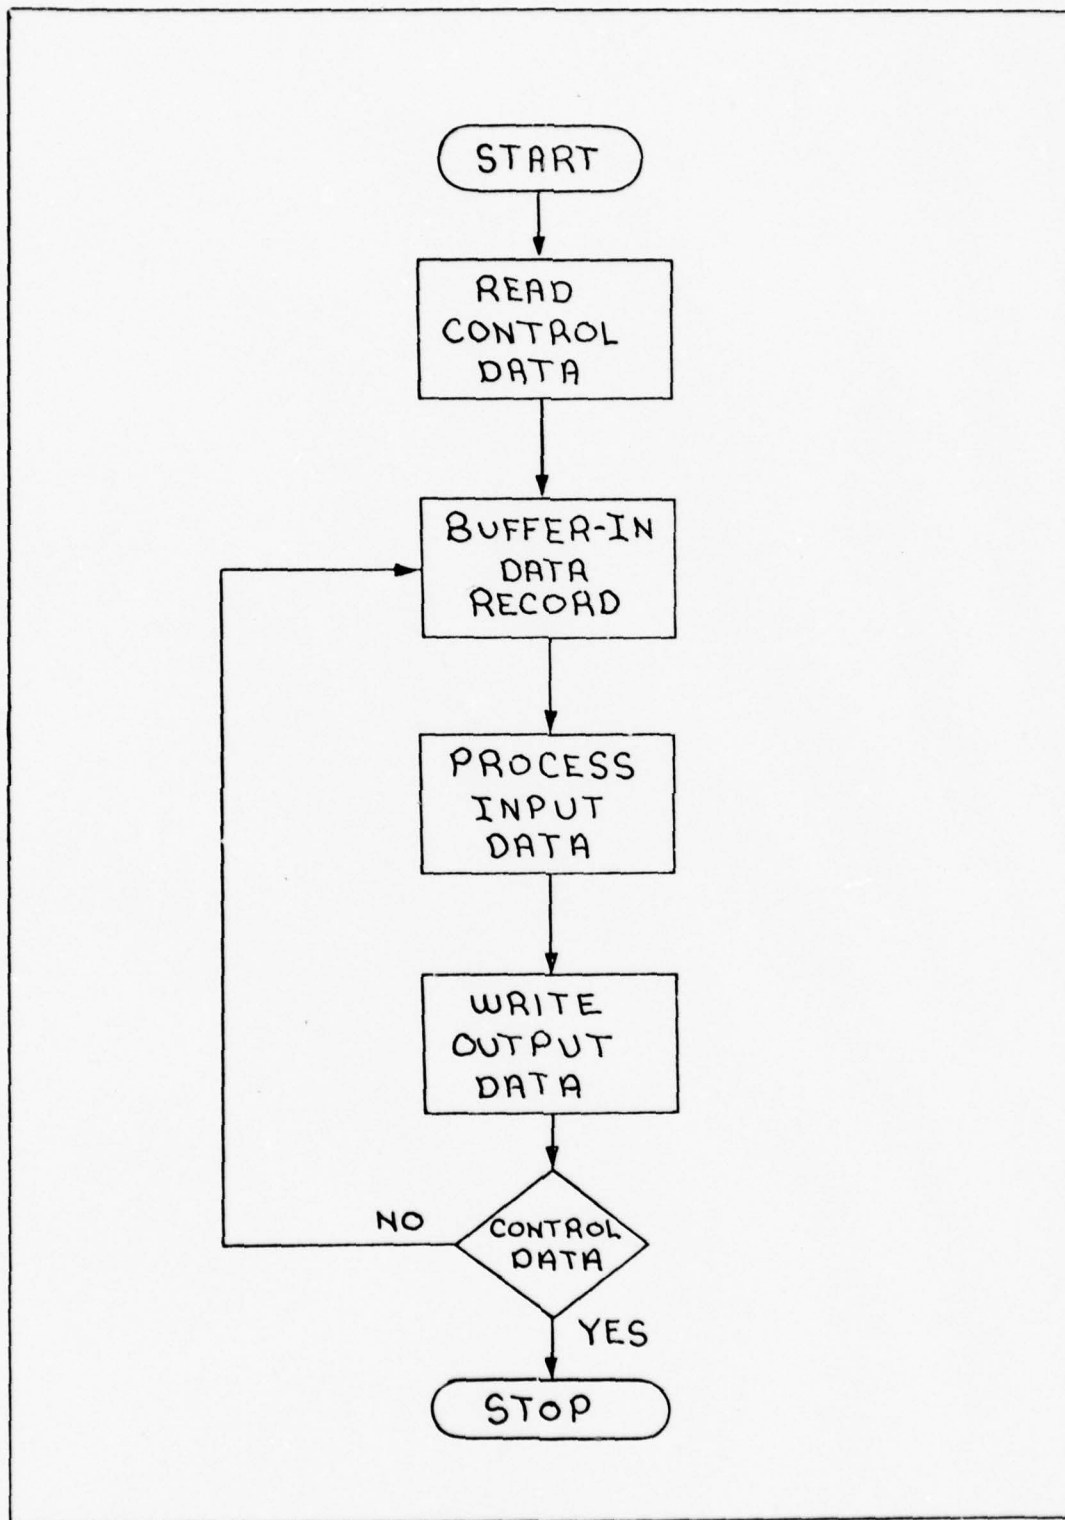 START
READ
CONTROL
DATA
BUFFER-IN
DATA
RECORD
PROCESS
INPUT
DATA
WRITE
OUTPUT
DATA
NO
CONTROL
DATA
YES
STOP